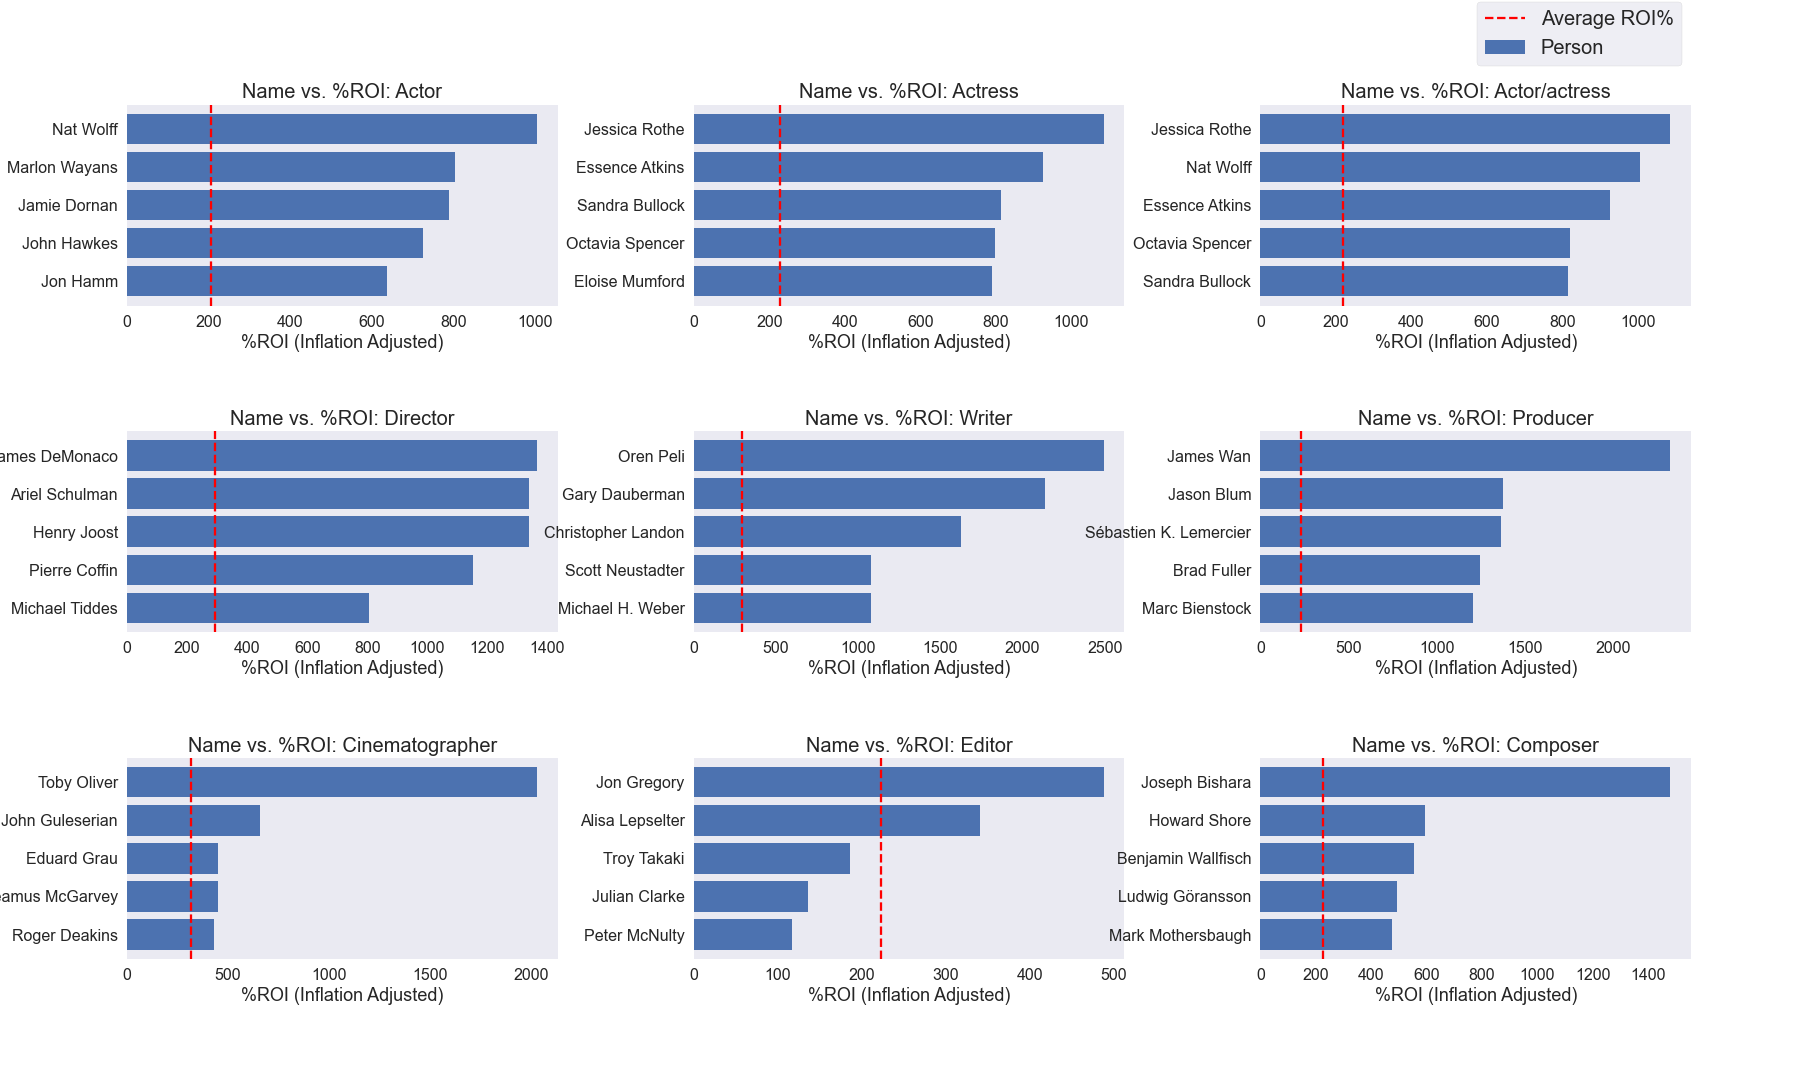 Average ROI%
Person
Name vs. %ROI: Actor
Nat Wolff
Marlon Wayans
Jamie Dornan
John Hawkes
Jon Hamm
0 200 400 600 800 1000
%ROI (Inflation Adjusted)
Name vs. %ROI: Actress
Jessica Rothe
Essence Atkins
Sandra Bullock
Octavia Spencer
Eloise Mumford
0 200 400 600 800 1000
%ROI (Inflation Adjusted)
Name vs. %ROI: Actor/actress
Jessica Rothe
Nat Wolff
Essence Atkins
Octavia Spencer
Sandra Bullock
0 200 400 600 800 1000
%ROI (Inflation Adjusted)
Name vs. %ROI: Director
ames DeMonaco
Ariel Schulman
Henry Joost
Pierre Coffin
Michael Tiddes
0 200 400 600 800 1000 1200 1400
%ROI (Inflation Adjusted)
Name vs. %ROI: Writer
Oren Peli
Gary Dauberman
Christopher Landon
Scott Neustadter
Michael H. Weber
0 500 1000 1500 2000 2500
%ROI (Inflation Adjusted)
Name vs. %ROI: Producer
James Wan
Jason Blum
Sébastien K. Lemercier
Brad Fuller
Marc Bienstock
0 500 1000 1500 2000
%ROI (Inflation Adjusted)
Name vs. %ROI: Cinematographer
Toby Oliver
John Guleserian
Eduard Grau
eamus McGarvey
Roger Deakins
0 500 1000 1500 2000
%ROI (Inflation Adjusted)
Name vs. %ROI: Editor
Jon Gregory
Alisa Lepselter
Troy Takaki
Julian Clarke
Peter McNulty
0 100 200 300 400 500
%ROI (Inflation Adjusted)
Name vs. %ROI: Composer
Joseph Bishara
Howard Shore
Benjamin Wallfisch
Ludwig Göransson
Mark Mothersbaugh
0 200 400 600 800 1000 1200 1400
%ROI (Inflation Adjusted)